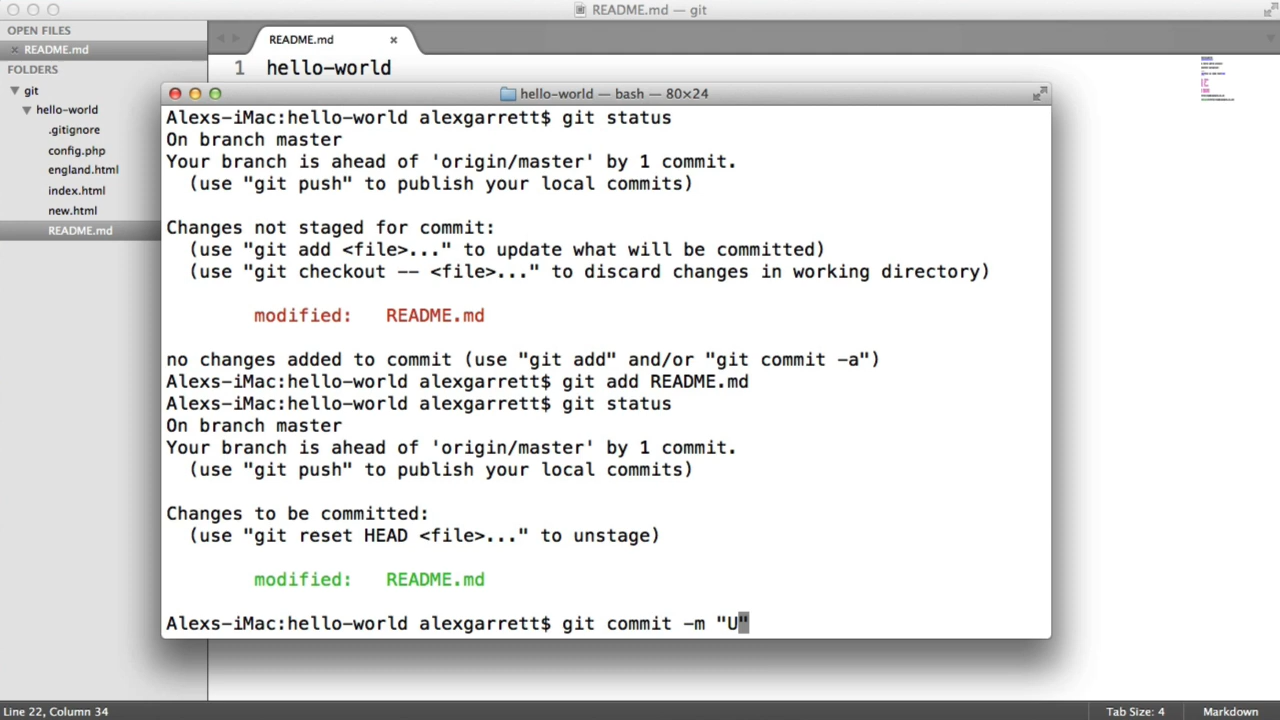 README.md — git
OPEN FILES
README.md
FOLDERS
git
hello-world
.gitignore
config.php
england.html
index.html
new.html
README.md
README.md
1 hello-world
hello-world — bash — 80×24
Alexs-iMac:hello-world alexgarrett$ git status
On branch master
Your branch is ahead of 'origin/master' by 1 commit.
(use "git push" to publish your local commits)
Changes not staged for commit:
(use "git add <file>..." to update what will be committed)
(use "git checkout -- <file>..." to discard changes in working directory)
modified: README.md
no changes added to commit (use "git add" and/or "git commit -a")
Alexs-iMac:hello-world alexgarrett$ git add README.md
Alexs-iMac:hello-world alexgarrett$ git status
On branch master
Your branch is ahead of 'origin/master' by 1 commit.
(use "git push" to publish your local commits)
Changes to be committed:
(use "git reset HEAD <file>..." to unstage)
modified: README.md
Alexs-iMac:hello-world alexgarrett$ git commit -m "U"
Line 22, Column 34
Tab Size: 4
Markdown